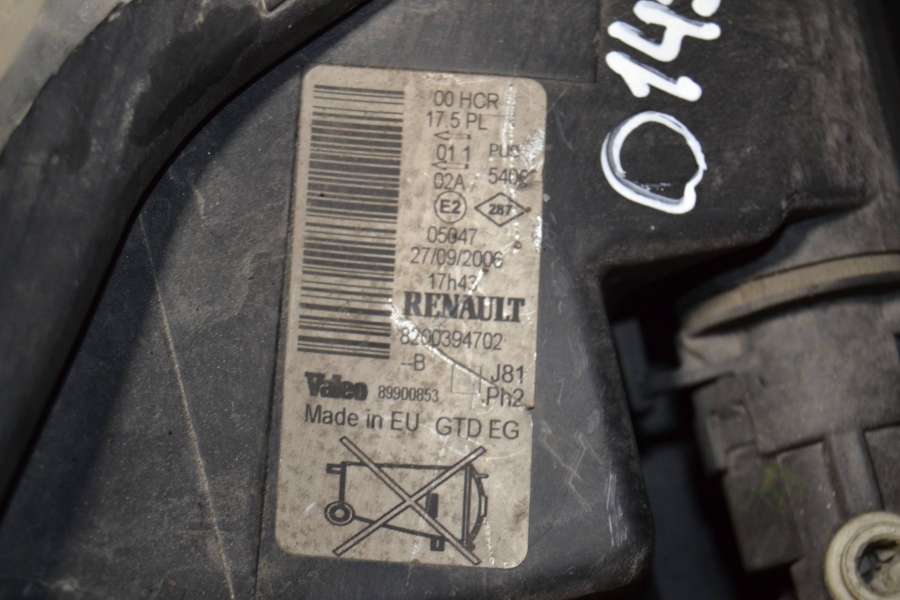 0143
00 HCR
17.5 PL
01 1
02A
E2
287
05047
27/09/2006
17h43
RENAULT
8200394702
--B
J81
Ph2
Valeo 89900853
Made in EU GTD EG